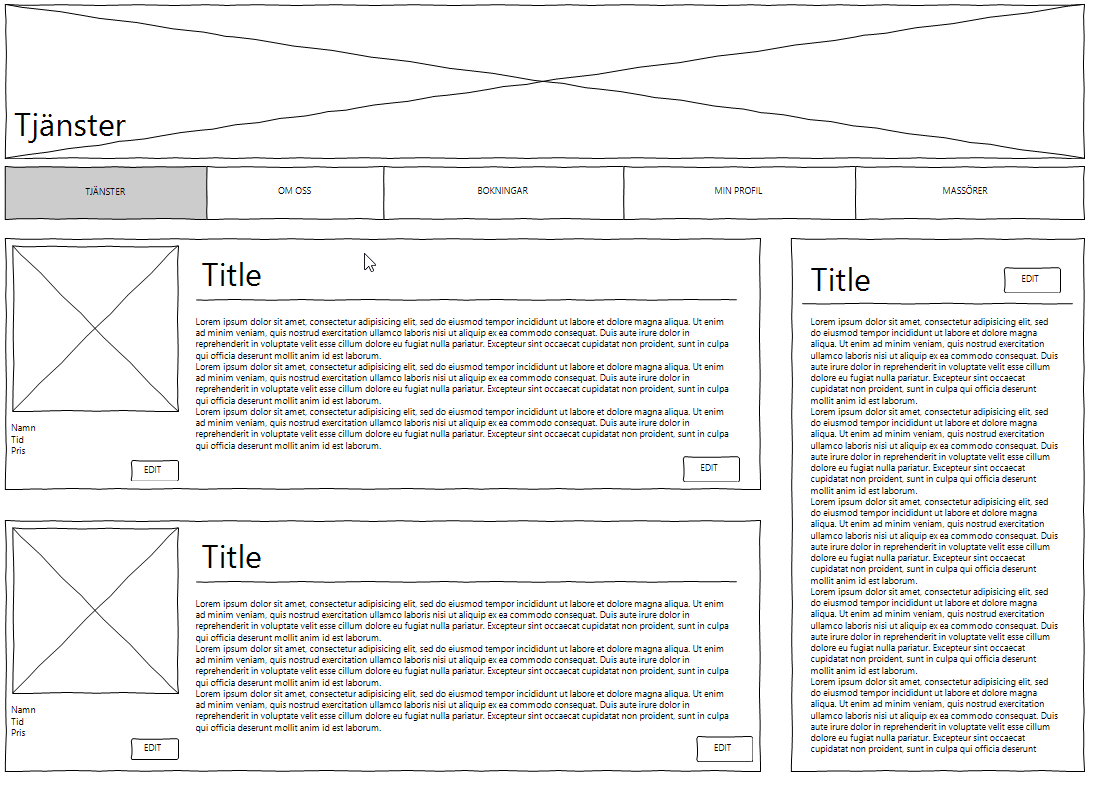 Tjänster
TJÄNSTER
OM OSS
BOKNINGAR
MIN PROFIL
MASSÖRER
Title
Lorem ipsum dolor sit amet, consectetur adipisicing elit, sed do eiusmod tempor incididunt ut labore et dolore magna aliqua. Ut enim
ad minim veniam, quis nostrud exercitation ullamco laboris nisi ut aliquip ex ea commodo consequat. Duis aute irure dolor in
reprehenderit in voluptate velit esse cillum dolore eu fugiat nulla pariatur. Excepteur sint occaecat cupidatat non proident, sunt in culpa
qui officia deserunt mollit anim id est laborum.
Lorem ipsum dolor sit amet, consectetur adipisicing elit, sed do eiusmod tempor incididunt ut labore et dolore magna aliqua. Ut enim
ad minim veniam, quis nostrud exercitation ullamco laboris nisi ut aliquip ex ea commodo consequat. Duis aute irure dolor in
reprehenderit in voluptate velit esse cillum dolore eu fugiat nulla pariatur. Excepteur sint occaecat cupidatat non proident, sunt in culpa
qui officia deserunt mollit anim id est laborum.
Lorem ipsum dolor sit amet, consectetur adipisicing elit, sed do eiusmod tempor incididunt ut labore et dolore magna aliqua. Ut enim
ad minim veniam, quis nostrud exercitation ullamco laboris nisi ut aliquip ex ea commodo consequat. Duis aute irure dolor in
reprehenderit in voluptate velit esse cillum dolore eu fugiat nulla pariatur. Excepteur sint occaecat cupidatat non proident, sunt in culpa
qui officia deserunt mollit anim id est laborum.
Namn
Tid
Pris
EDIT
EDIT
Title
Lorem ipsum dolor sit amet, consectetur adipisicing elit, sed do eiusmod tempor incididunt ut labore et dolore magna aliqua. Ut enim
ad minim veniam, quis nostrud exercitation ullamco laboris nisi ut aliquip ex ea commodo consequat. Duis aute irure dolor in
reprehenderit in voluptate velit esse cillum dolore eu fugiat nulla pariatur. Excepteur sint occaecat cupidatat non proident, sunt in culpa
qui officia deserunt mollit anim id est laborum.
Lorem ipsum dolor sit amet, consectetur adipisicing elit, sed do eiusmod tempor incididunt ut labore et dolore magna aliqua. Ut enim
ad minim veniam, quis nostrud exercitation ullamco laboris nisi ut aliquip ex ea commodo consequat. Duis aute irure dolor in
reprehenderit in voluptate velit esse cillum dolore eu fugiat nulla pariatur. Excepteur sint occaecat cupidatat non proident, sunt in culpa
qui officia deserunt mollit anim id est laborum.
Lorem ipsum dolor sit amet, consectetur adipisicing elit, sed do eiusmod tempor incididunt ut labore et dolore magna aliqua. Ut enim
ad minim veniam, quis nostrud exercitation ullamco laboris nisi ut aliquip ex ea commodo consequat. Duis aute irure dolor in
reprehenderit in voluptate velit esse cillum dolore eu fugiat nulla pariatur. Excepteur sint occaecat cupidatat non proident, sunt in culpa
qui officia deserunt mollit anim id est laborum.
Namn
Tid
Pris
EDIT
EDIT
Title
EDIT
Lorem ipsum dolor sit amet, consectetur adipisicing elit, sed
do eiusmod tempor incididunt ut labore et dolore magna
aliqua. Ut enim ad minim veniam, quis nostrud exercitation
ullamco laboris nisi ut aliquip ex ea commodo consequat. Duis
aute irure dolor in reprehenderit in voluptate velit esse cillum
dolore eu fugiat nulla pariatur. Excepteur sint occaecat
cupidatat non proident, sunt in culpa qui officia deserunt
mollit anim id est laborum.
Lorem ipsum dolor sit amet, consectetur adipisicing elit, sed
do eiusmod tempor incididunt ut labore et dolore magna
aliqua. Ut enim ad minim veniam, quis nostrud exercitation
ullamco laboris nisi ut aliquip ex ea commodo consequat. Duis
aute irure dolor in reprehenderit in voluptate velit esse cillum
dolore eu fugiat nulla pariatur. Excepteur sint occaecat
cupidatat non proident, sunt in culpa qui officia deserunt
mollit anim id est laborum.
Lorem ipsum dolor sit amet, consectetur adipisicing elit, sed
do eiusmod tempor incididunt ut labore et dolore magna
aliqua. Ut enim ad minim veniam, quis nostrud exercitation
ullamco laboris nisi ut aliquip ex ea commodo consequat. Duis
aute irure dolor in reprehenderit in voluptate velit esse cillum
dolore eu fugiat nulla pariatur. Excepteur sint occaecat
cupidatat non proident, sunt in culpa qui officia deserunt
mollit anim id est laborum.
Lorem ipsum dolor sit amet, consectetur adipisicing elit, sed
do eiusmod tempor incididunt ut labore et dolore magna
aliqua. Ut enim ad minim veniam, quis nostrud exercitation
ullamco laboris nisi ut aliquip ex ea commodo consequat. Duis
aute irure dolor in reprehenderit in voluptate velit esse cillum
dolore eu fugiat nulla pariatur. Excepteur sint occaecat
cupidatat non proident, sunt in culpa qui officia deserunt
mollit anim id est laborum.
Lorem ipsum dolor sit amet, consectetur adipisicing elit, sed
do eiusmod tempor incididunt ut labore et dolore magna
aliqua. Ut enim ad minim veniam, quis nostrud exercitation
ullamco laboris nisi ut aliquip ex ea commodo consequat. Duis
aute irure dolor in reprehenderit in voluptate velit esse cillum
dolore eu fugiat nulla pariatur. Excepteur sint occaecat
cupidatat non proident, sunt in culpa qui officia deserunt